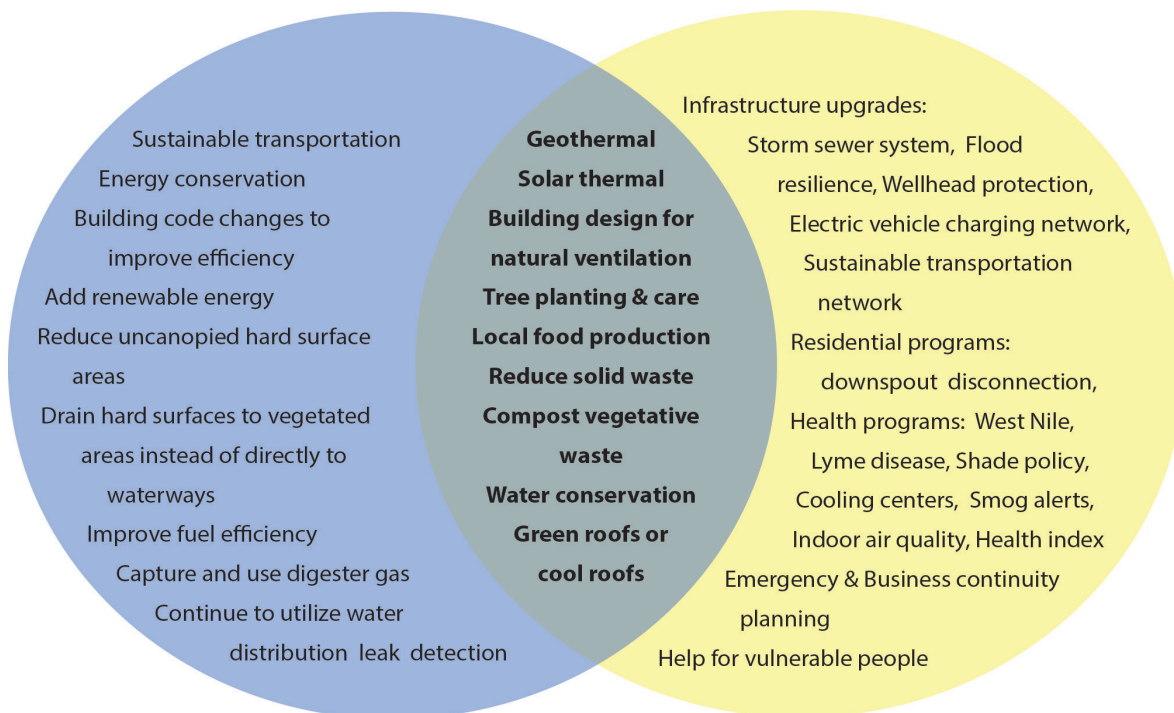 Sustainable transportation
Energy conservation
Building code changes to
improve efficiency
Add renewable energy
Reduce uncanopied hard surface
areas
Drain hard surfaces to vegetated
areas instead of directly to
waterways
Improve fuel efficiency
Capture and use digester gas
Continue to utilize water
distribution leak detection
Geothermal
Solar thermal
Building design for
natural ventilation
Tree planting & care
Local food production
Reduce solid waste
Compost vegetative
waste
Water conservation
Green roofs or
cool roofs
Infrastructure upgrades:
Storm sewer system, Flood
resilience, Wellhead protection,
Electric vehicle charging network,
Sustainable transportation
network
Residential programs:
downspout disconnection,
Health programs: West Nile,
Lyme disease, Shade policy,
Cooling centers, Smog alerts,
Indoor air quality, Health index
Emergency & Business continuity
planning
Help for vulnerable people